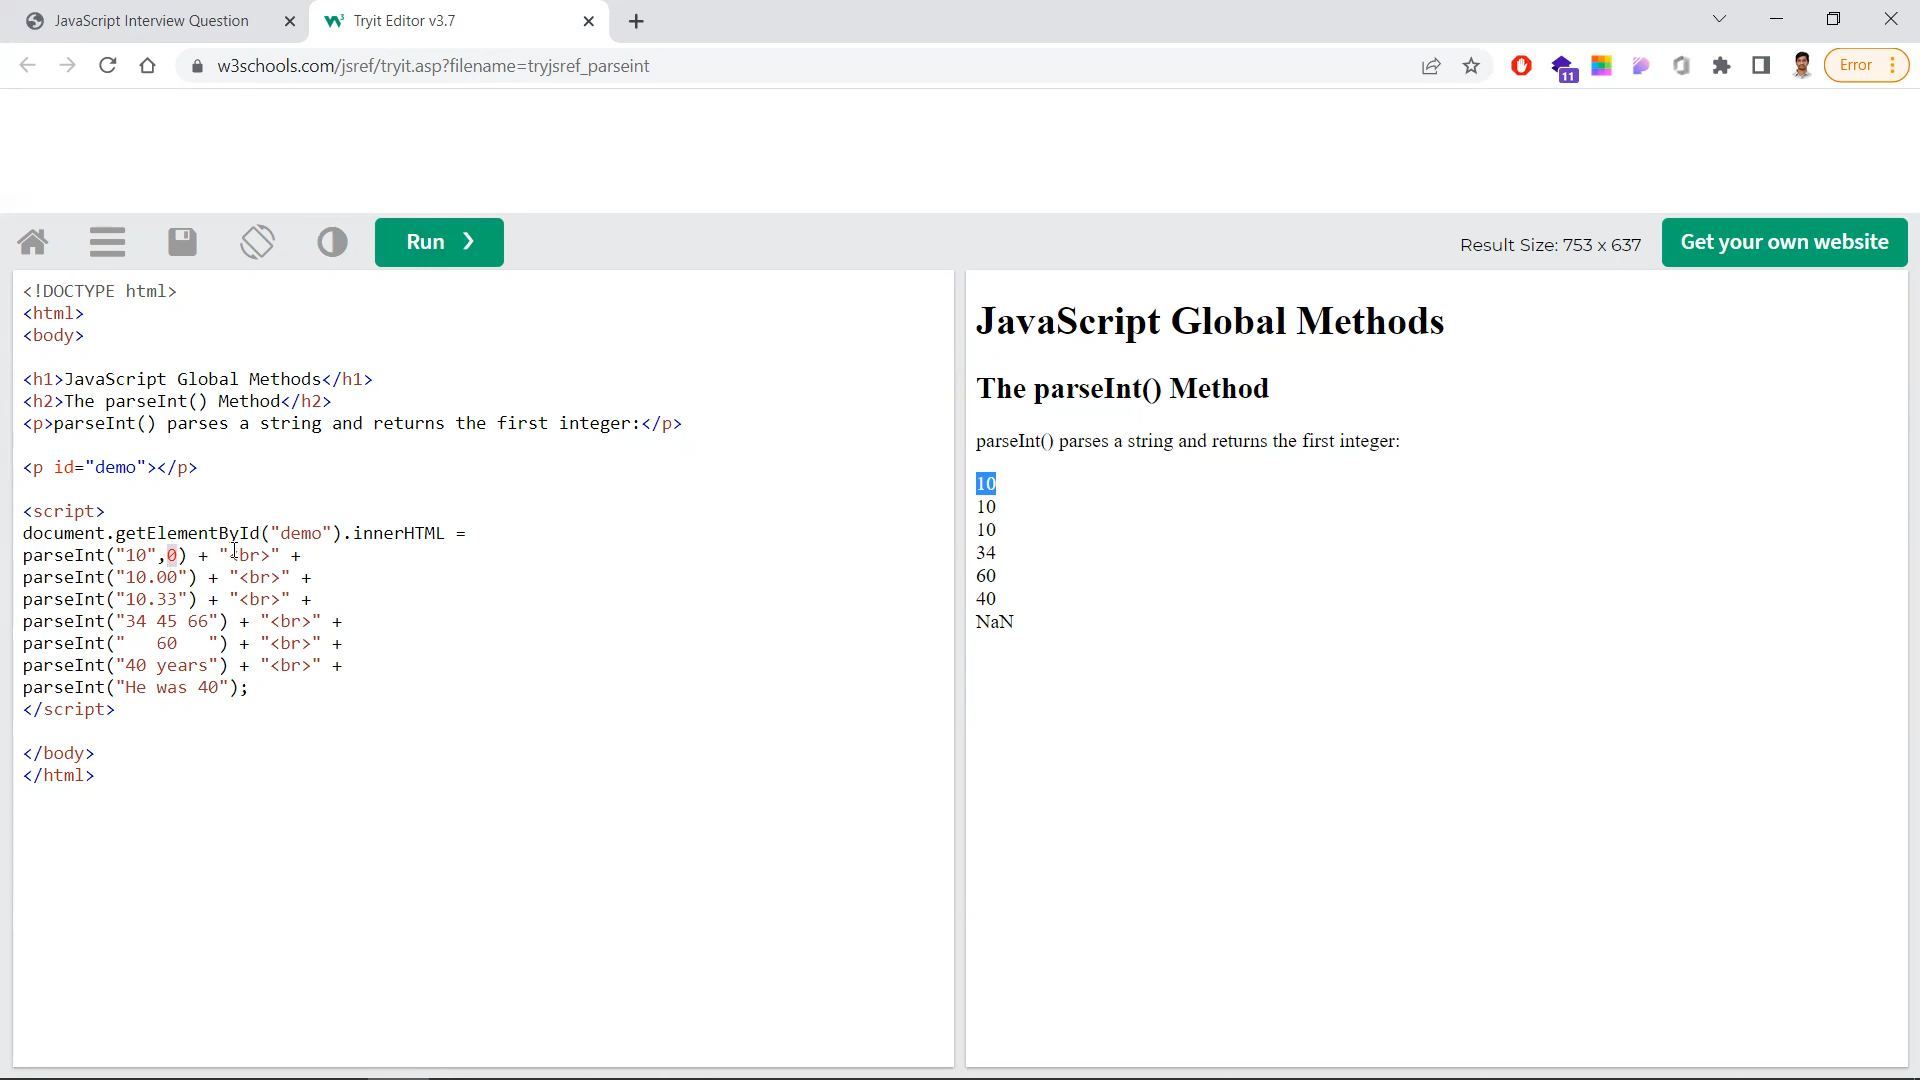 JavaScript Interview Question
Tryit Editor v3.7
w3schools.com/jsref/tryit.asp?filename=tryjsref_parseint
11
Error
Run ❯
Result Size: 753 x 637
Get your own website
<!DOCTYPE html>
<html>
<body>
<h1>JavaScript Global Methods</h1>
<h2>The parseInt() Method</h2>
<p>parseInt() parses a string and returns the first integer:</p>
<p id="demo"></p>
<script>
document.getElementById("demo").innerHTML =
parseInt("10",0) + "<br>" +
parseInt("10.00") + "<br>" +
parseInt("10.33") + "<br>" +
parseInt("34 45 66") + "<br>" +
parseInt("   60   ") + "<br>" +
parseInt("40 years") + "<br>" +
parseInt("He was 40");
</script>
</body>
</html>
JavaScript Global Methods
The parseInt() Method
parseInt() parses a string and returns the first integer:
10
10
10
34
60
40
NaN